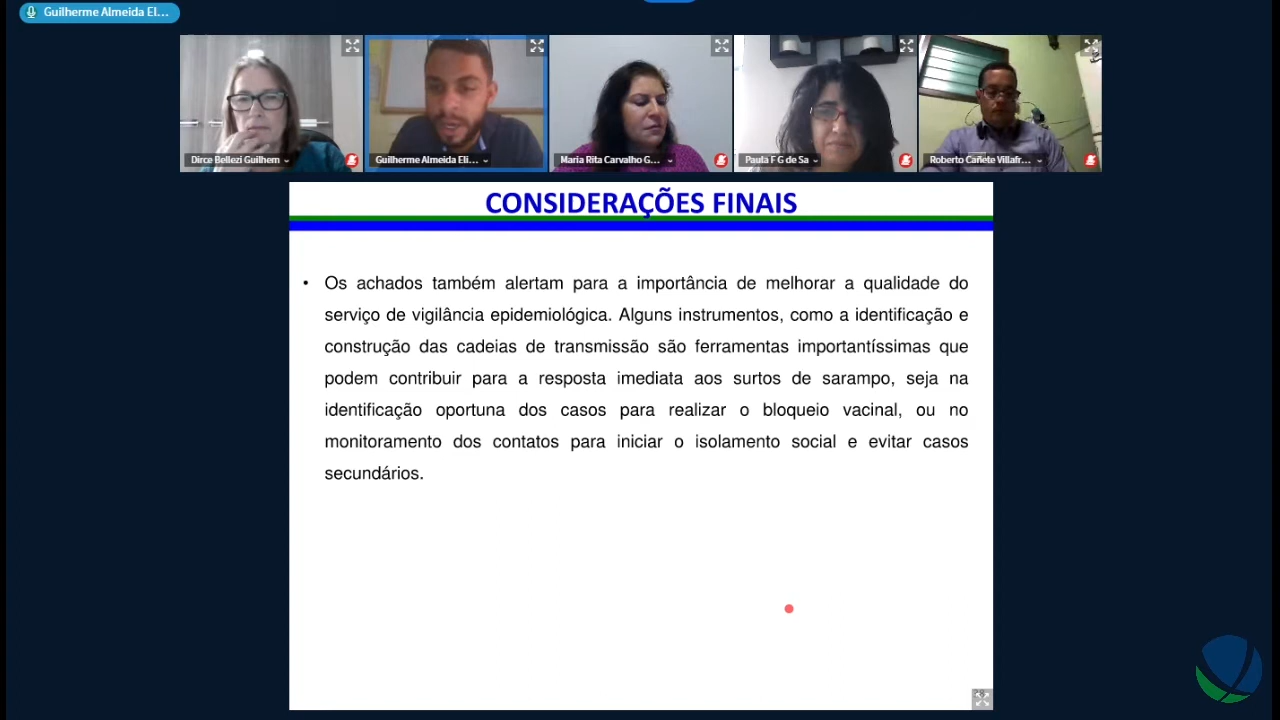 Guilherme Almeida El...
Dirce Bellezi Guilhem
Guilherme Almeida Eli...
Maria Rita Carvalho G...
Paula F G de Sa
Roberto Cañete Villafr...
CONSIDERAÇÕES FINAIS
• Os achados também alertam para a importância de melhorar a qualidade do
serviço de vigilância epidemiológica. Alguns instrumentos, como a identificação e
construção das cadeias de transmissão são ferramentas importantíssimas que
podem contribuir para a resposta imediata aos surtos de sarampo, seja na
identificação oportuna dos casos para realizar o bloqueio vacinal, ou no
monitoramento dos contatos para iniciar o isolamento social e evitar casos
secundários.